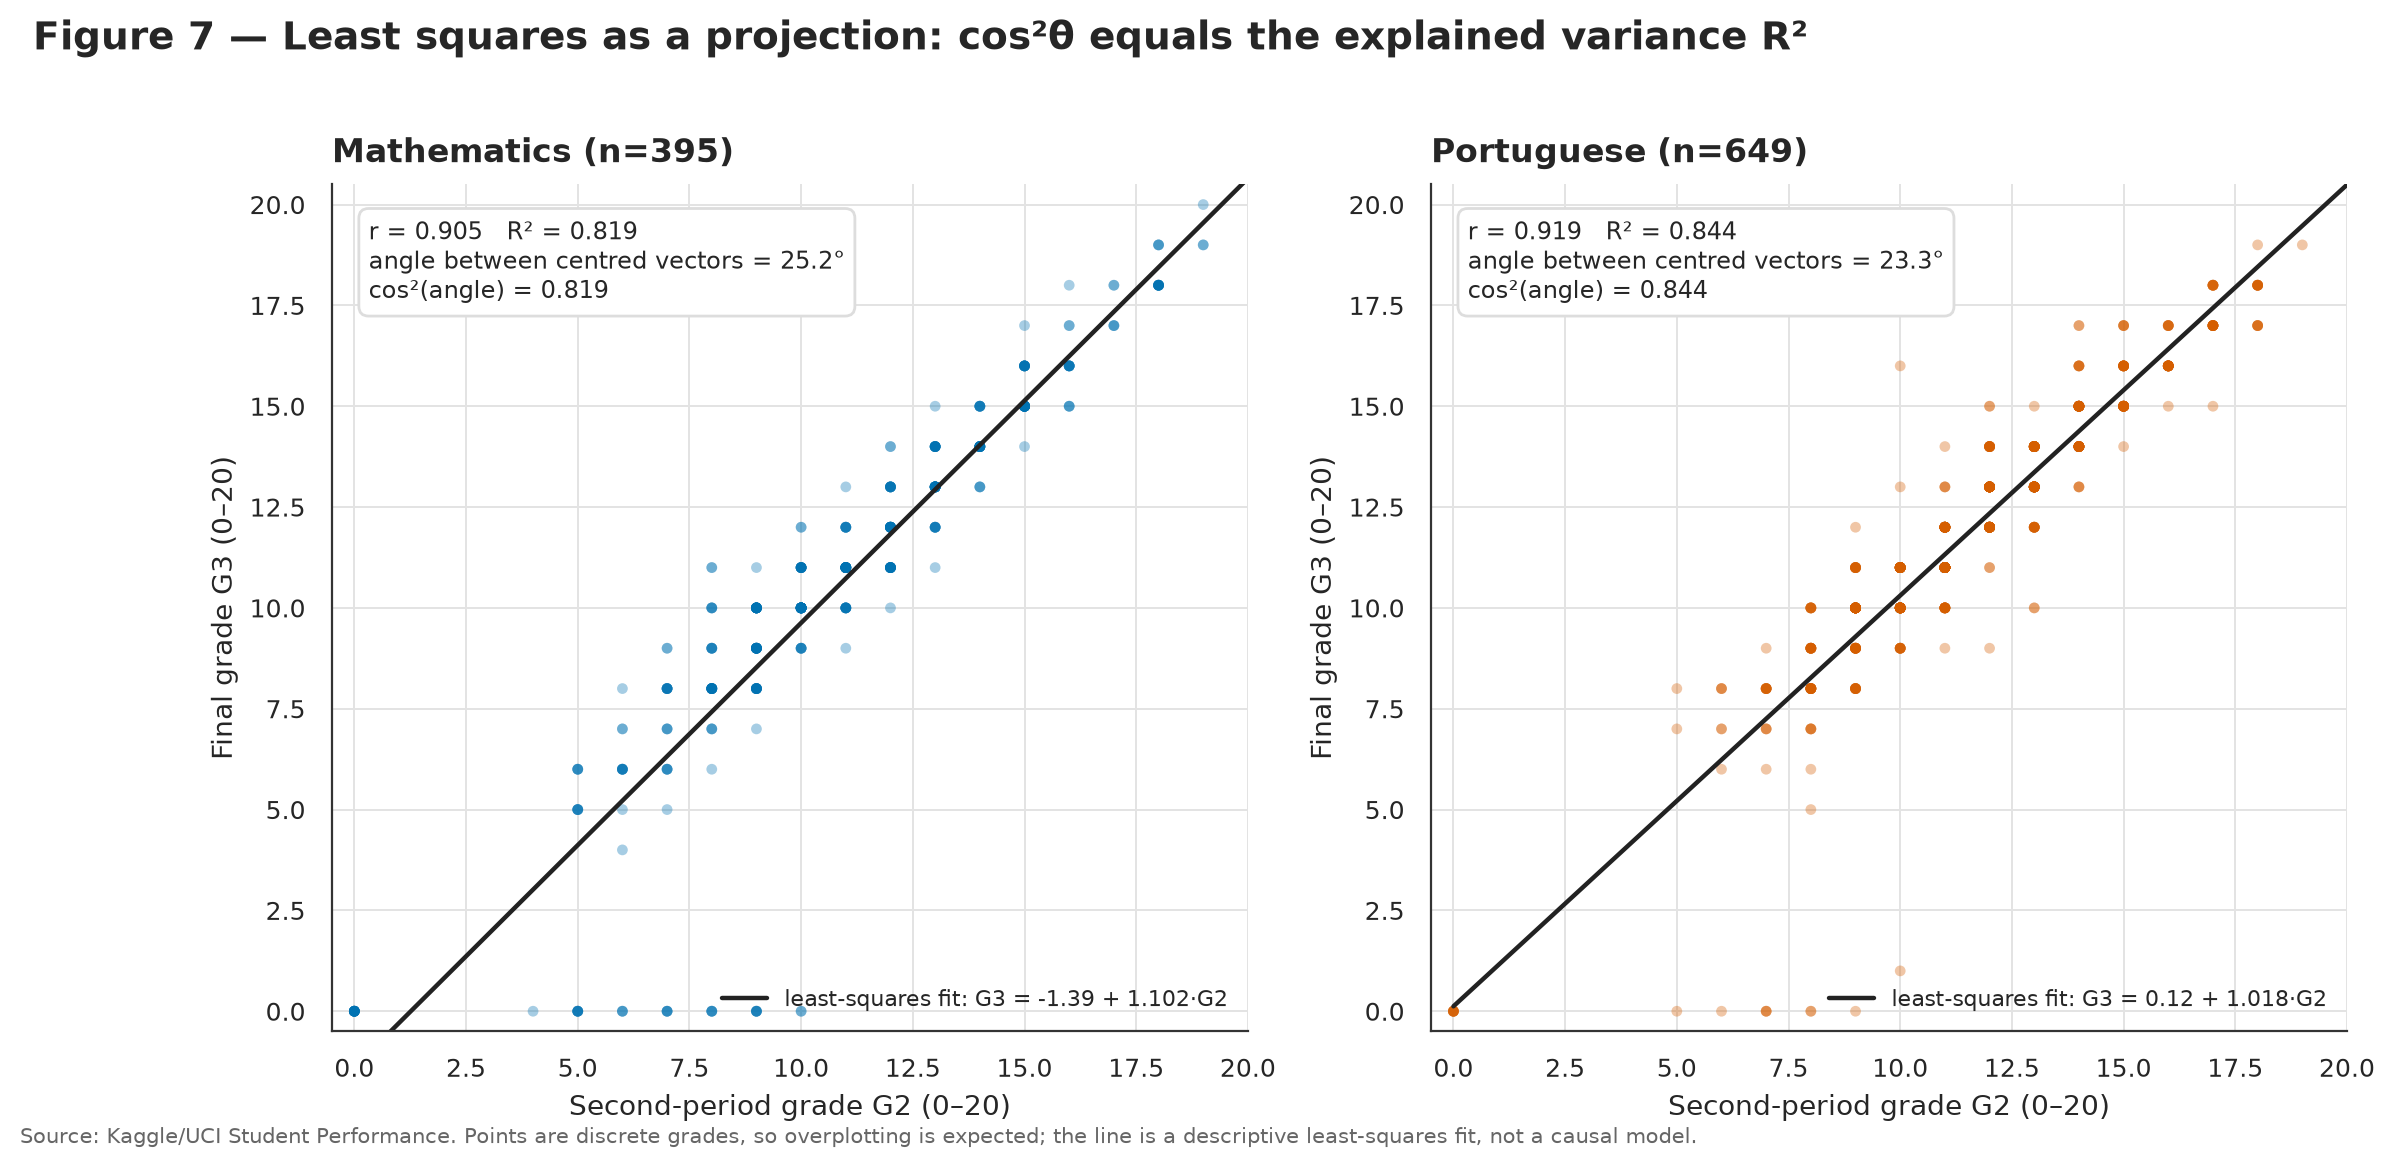 Figure 7 — Least squares as a projection: cos²θ equals the explained variance R²
Mathematics (n=395)
20.0
17.5
15.0
12.5
10.0
7.5
5.0
2.5
0.0
Final grade G3 (0–20)
r = 0.905   R² = 0.819
angle between centred vectors = 25.2°
cos²(angle) = 0.819
least-squares fit: G3 = -1.39 + 1.102·G2
0.0 2.5 5.0 7.5 10.0 12.5 15.0 17.5 20.0
Second-period grade G2 (0–20)
Portuguese (n=649)
20.0
17.5
15.0
12.5
10.0
7.5
5.0
2.5
0.0
Final grade G3 (0–20)
r = 0.919   R² = 0.844
angle between centred vectors = 23.3°
cos²(angle) = 0.844
least-squares fit: G3 = 0.12 + 1.018·G2
0.0 2.5 5.0 7.5 10.0 12.5 15.0 17.5 20.0
Second-period grade G2 (0–20)
Source: Kaggle/UCI Student Performance. Points are discrete grades, so overplotting is expected; the line is a descriptive least-squares fit, not a causal model.